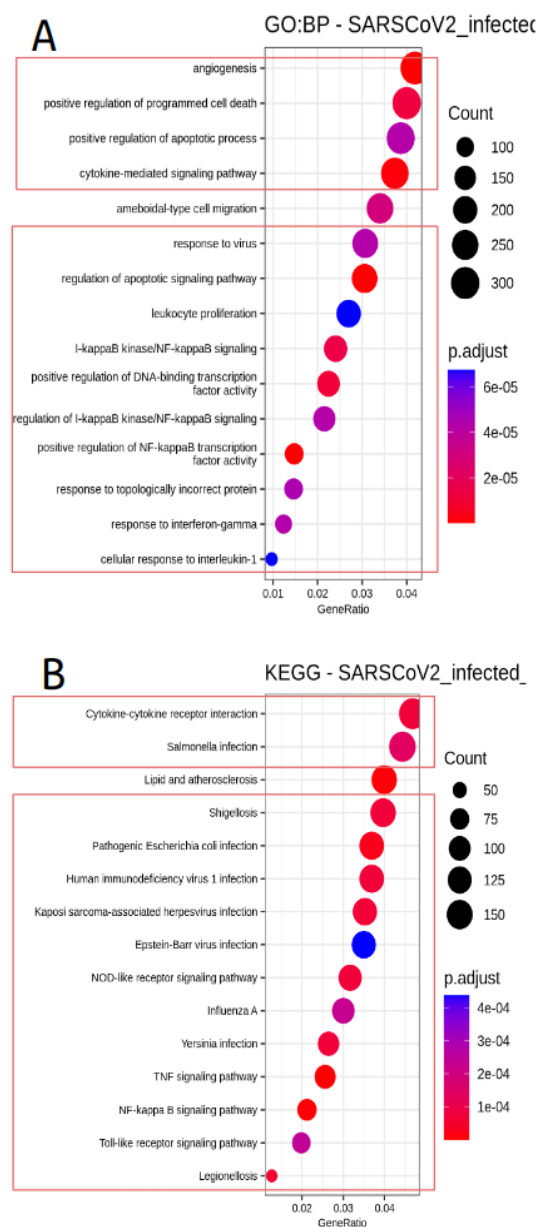 A
GO:BP - SARSCoV2_infected
angiogenesis
positive regulation of programmed cell death
positive regulation of apoptotic process
cytokine-mediated signaling pathway
ameboidal-type cell migration
response to virus
regulation of apoptotic signaling pathway
leukocyte proliferation
I-kappaB kinase/NF-kappaB signaling
positive regulation of DNA-binding transcription
factor activity
regulation of I-kappaB kinase/NF-kappaB signaling
positive regulation of NF-kappaB transcription
factor activity
response to topologically incorrect protein
response to interferon-gamma
cellular response to interleukin-1
0.01 0.02 0.03 0.04
GeneRatio
Count
100
150
200
250
300
p.adjust
6e-05
4e-05
2e-05
B
KEGG - SARSCoV2_infected_
Cytokine-cytokine receptor interaction
Salmonella infection
Lipid and atherosclerosis
Shigellosis
Pathogenic Escherichia coli infection
Human immunodeficiency virus 1 infection
Kaposi sarcoma-associated herpesvirus infection
Epstein-Barr virus infection
NOD-like receptor signaling pathway
Influenza A
Yersinia infection
TNF signaling pathway
NF-kappa B signaling pathway
Toll-like receptor signaling pathway
Legionellosis
0.02 0.03 0.04
GeneRatio
Count
50
75
100
125
150
p.adjust
4e-04
3e-04
2e-04
1e-04